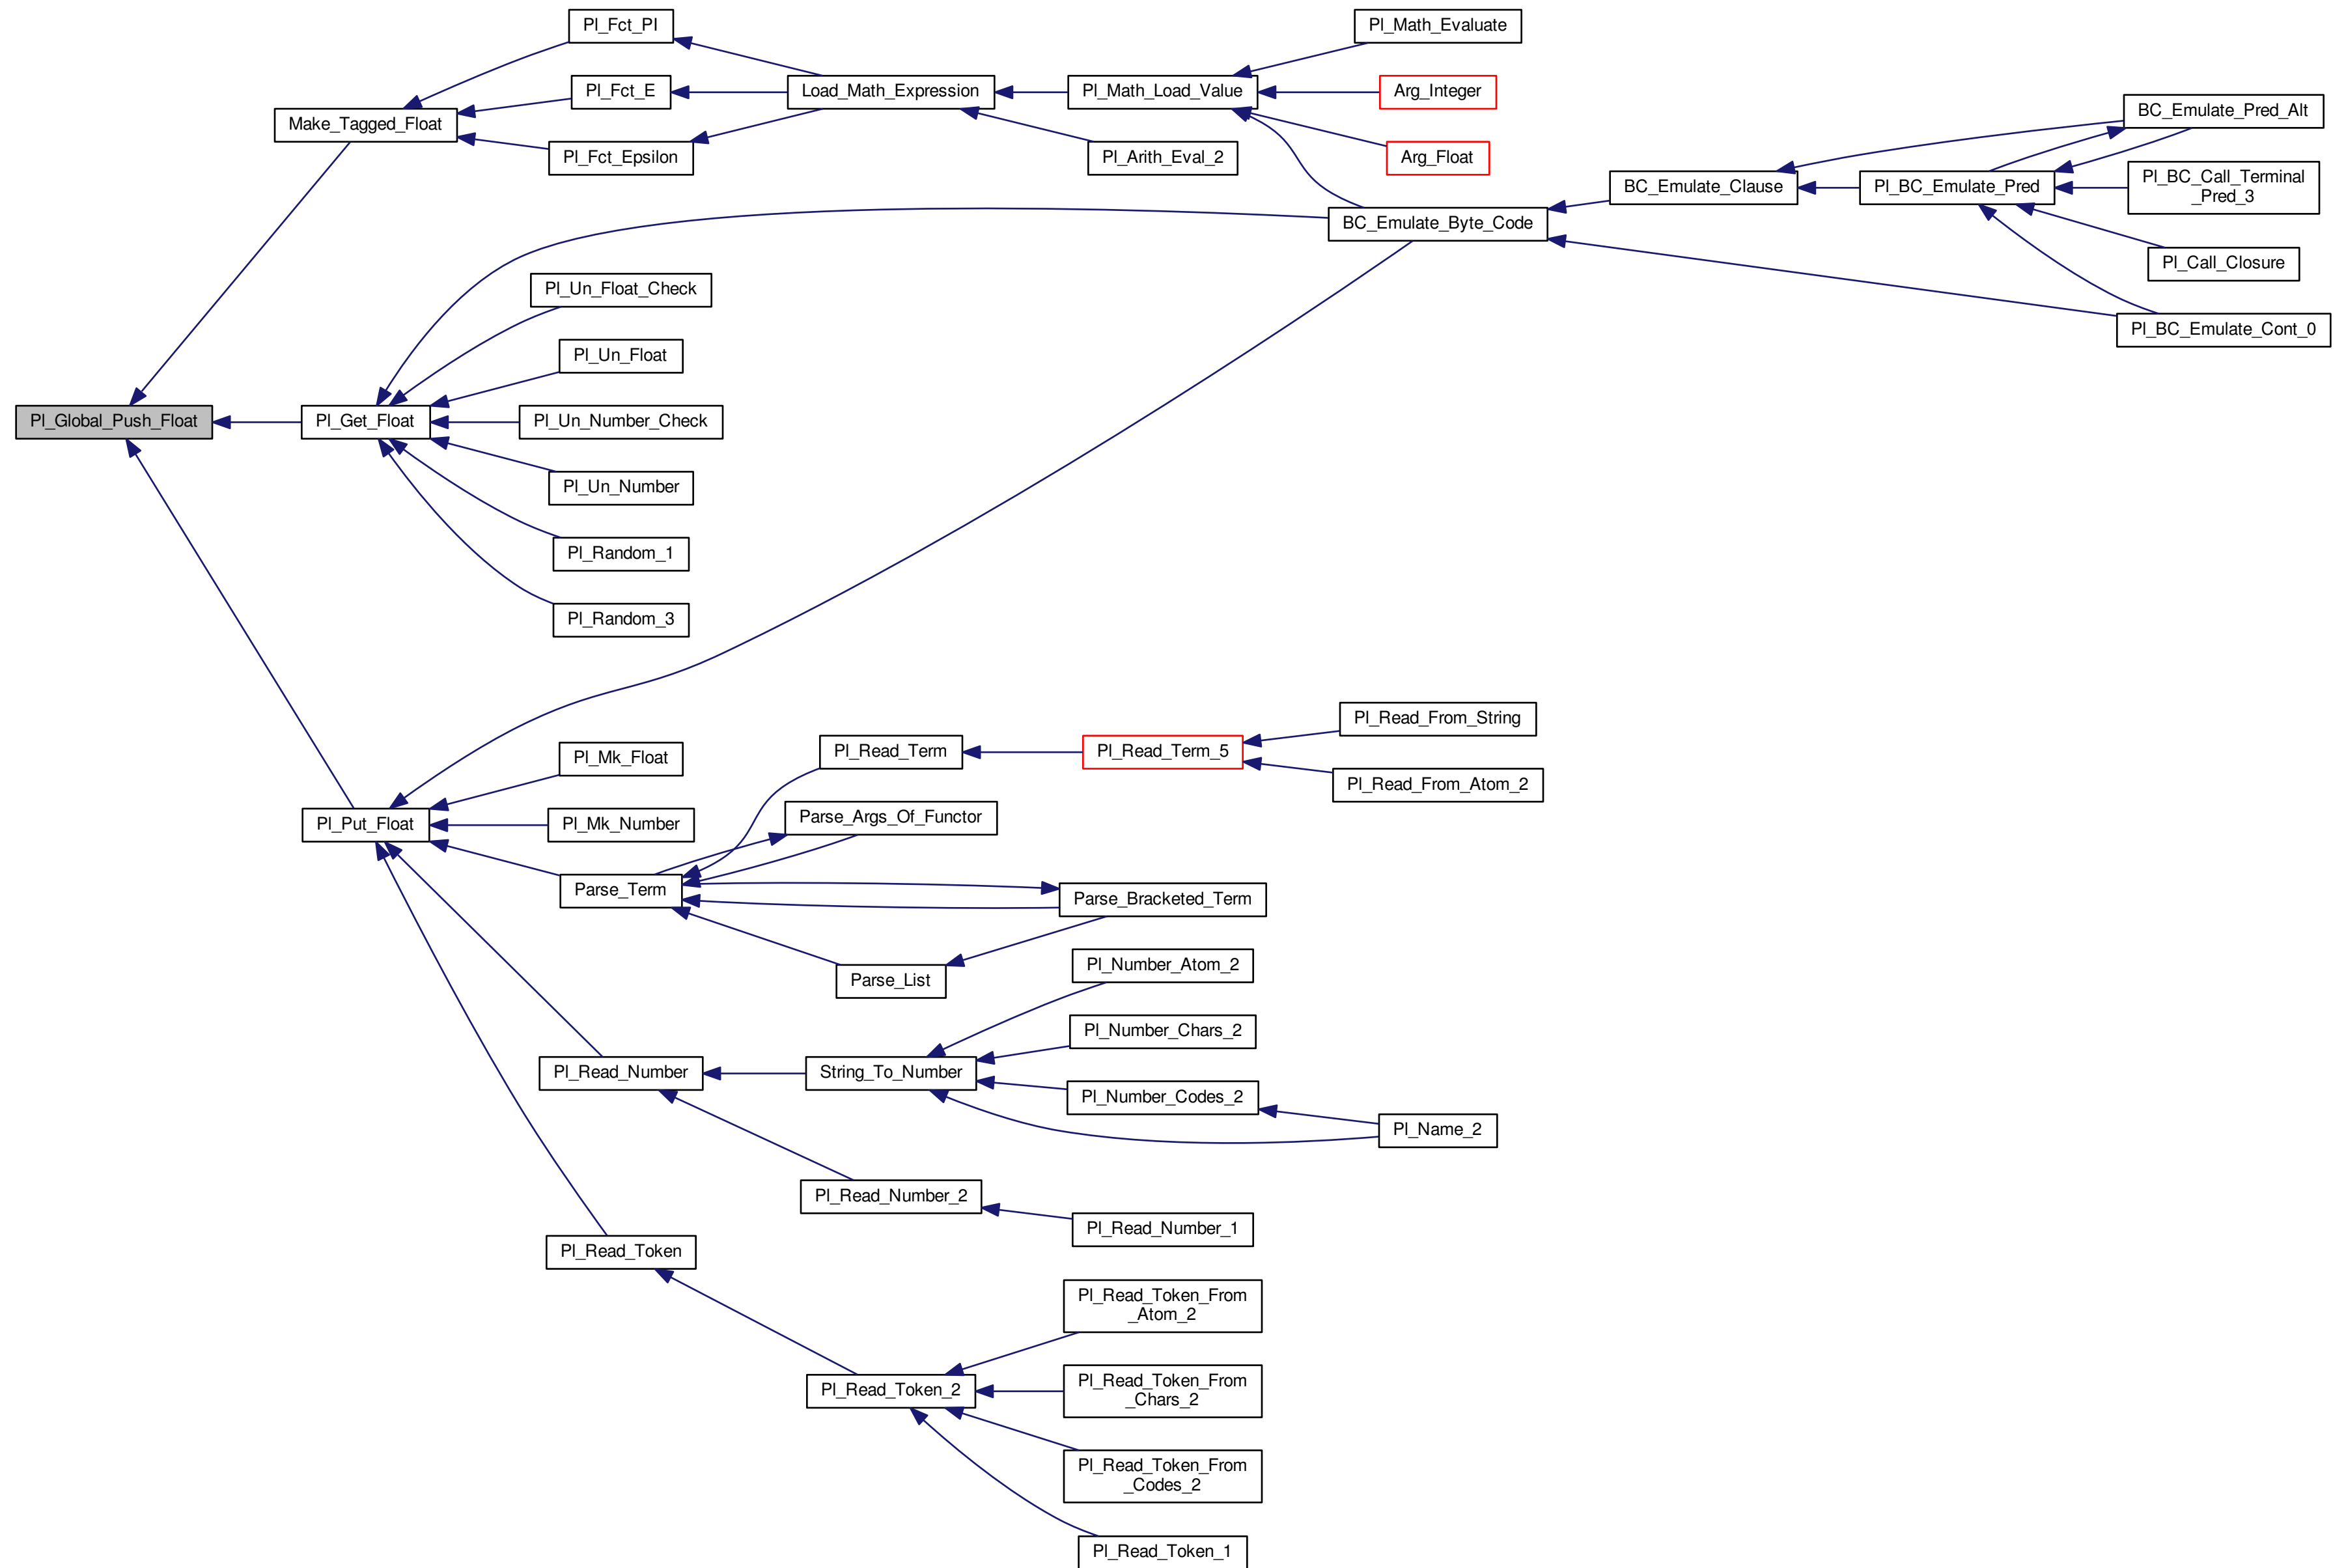 Pl_Fct_PI
Pl_Math_Evaluate
Pl_Fct_E
Load_Math_Expression
Pl_Math_Load_Value
Arg_Integer
BC_Emulate_Pred_Alt
Make_Tagged_Float
Pl_Fct_Epsilon
Pl_Arith_Eval_2
Arg_Float
BC_Emulate_Clause
Pl_BC_Emulate_Pred
Pl_BC_Call_Terminal
_Pred_3
BC_Emulate_Byte_Code
Pl_Call_Closure
Pl_Un_Float_Check
Pl_BC_Emulate_Cont_0
Pl_Un_Float
Pl_Global_Push_Float
Pl_Get_Float
Pl_Un_Number_Check
Pl_Un_Number
Pl_Random_1
Pl_Random_3
Pl_Read_From_String
Pl_Mk_Float
Pl_Read_Term
Pl_Read_Term_5
Pl_Read_From_Atom_2
Pl_Put_Float
Pl_Mk_Number
Parse_Args_Of_Functor
Parse_Term
Parse_Bracketed_Term
Parse_List
Pl_Number_Atom_2
Pl_Number_Chars_2
Pl_Read_Number
String_To_Number
Pl_Number_Codes_2
Pl_Name_2
Pl_Read_Number_2
Pl_Read_Number_1
Pl_Read_Token
Pl_Read_Token_From
_Atom_2
Pl_Read_Token_2
Pl_Read_Token_From
_Chars_2
Pl_Read_Token_From
_Codes_2
Pl_Read_Token_1